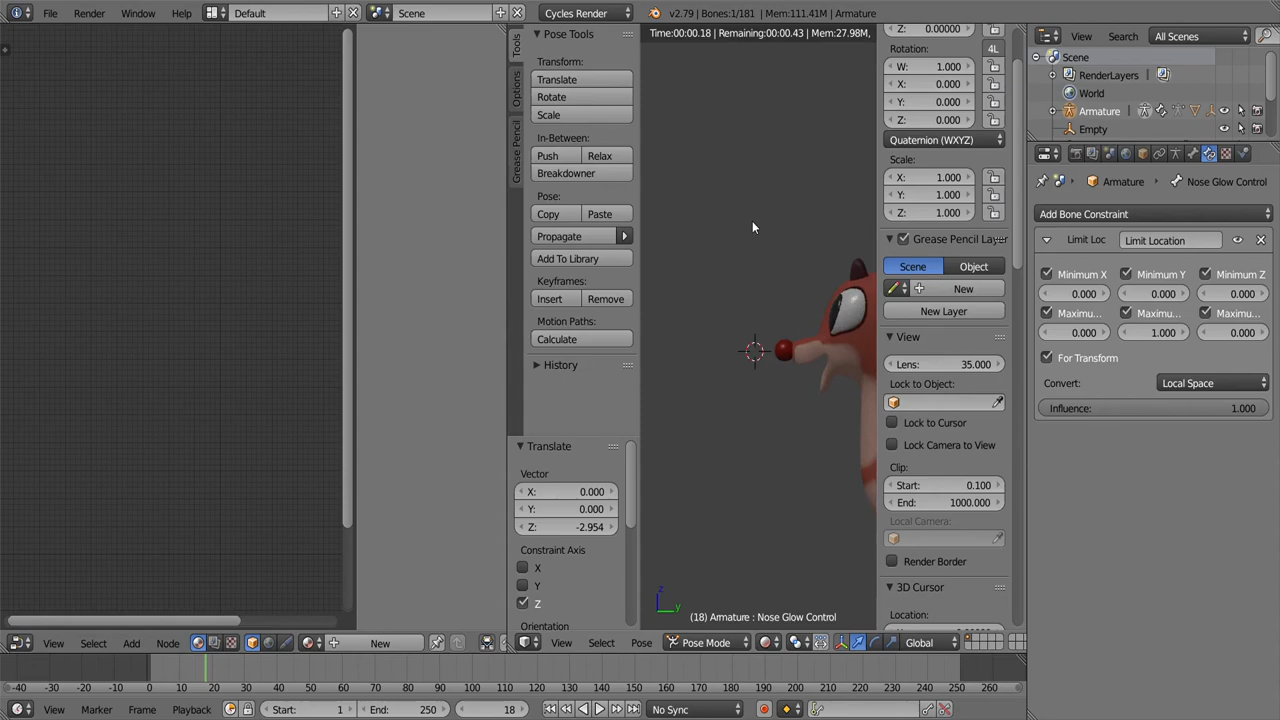 File Render Window Help Default Scene Cycles Render v2.79 | Bones:1/181 | Mem:111.41M | Armature
Tools
Options
Grease Pencil
Pose Tools
Transform:
Translate
Rotate
Scale
In-Between:
Push Relax
Breakdowner
Pose:
Copy Paste
Propagate
Add To Library
Keyframes:
Insert Remove
Motion Paths:
Calculate
History
Translate
Vector
X: 0.000
Y: 0.000
Z: -2.954
Constraint Axis
X
Y
Z
Orientation
Time:00:00.18 | Remaining:00:00.43 | Mem:27.98M,
z
y
(18) Armature : Nose Glow Control
Z: 0.00000
Rotation: 4L
W: 1.000
X: 0.000
Y: 0.000
Z: 0.000
Quaternion (WXYZ)
Scale:
X: 1.000
Y: 1.000
Z: 1.000
Grease Pencil Layer
Scene Object
New
New Layer
View
Lens: 35.000
Lock to Object:
Lock to Cursor
Lock Camera to View
Clip:
Start: 0.100
End: 1000.000
Local Camera:
Render Border
3D Cursor
Location:
View Search All Scenes
Scene
RenderLayers
World
Armature
Empty
Armature Nose Glow Control
Add Bone Constraint
Limit Loc Limit Location
Minimum X Minimum Y Minimum Z
0.000 0.000 0.000
Maximu... Maximu... Maximu...
0.000 1.000 0.000
For Transform
Convert: Local Space
Influence: 1.000
View Select Add Node New
View Select Pose Pose Mode Global
-40 -30 -20 -10 0 10 20 30 40 50 60 70 80 90 100 110 120 130 140 150 160 170 180 190 200 210 220 230 240 250 260
View Marker Frame Playback Start: 1 End: 250 18 No Sync